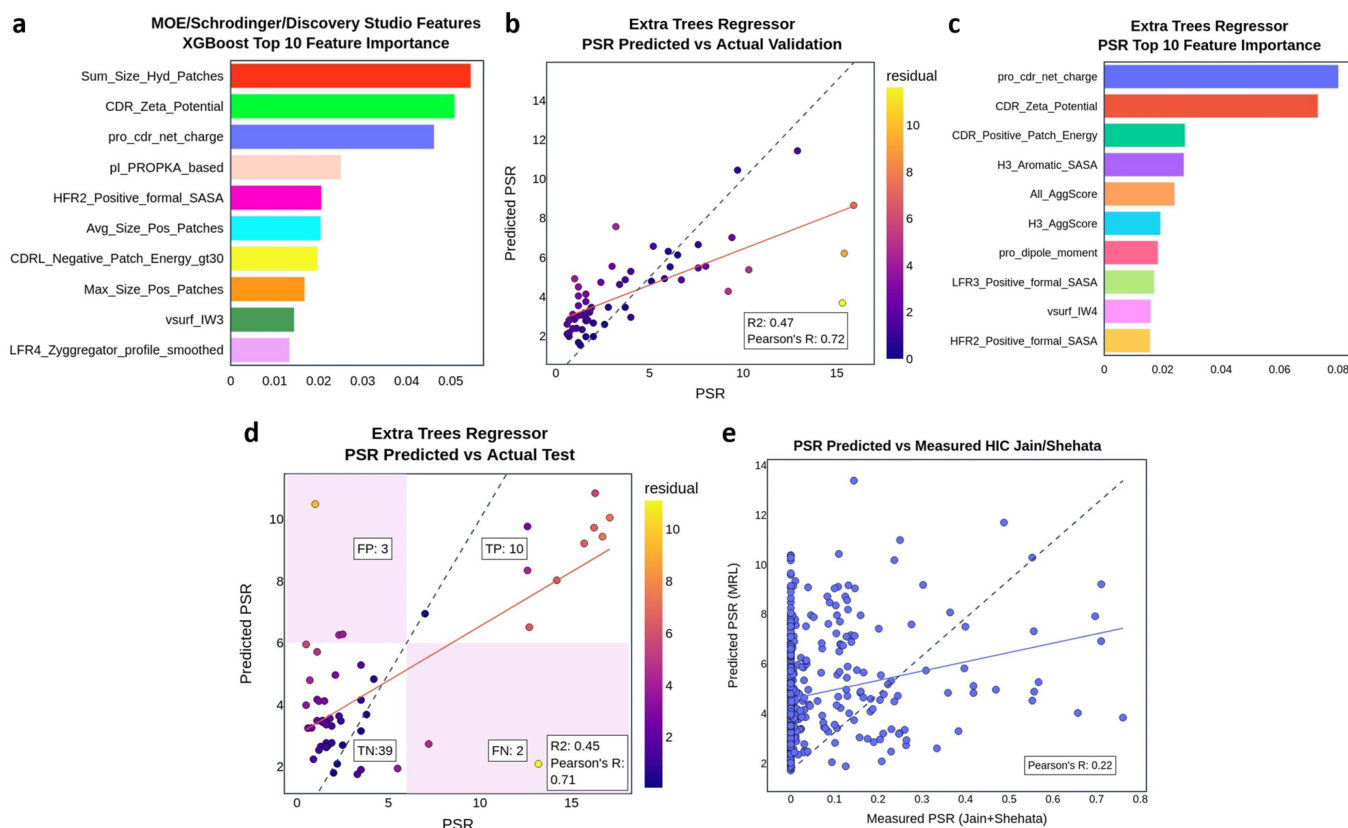 a
MOE/Schrodinger/Discovery Studio Features
XGBoost Top 10 Feature Importance
Sum_Size_Hyd_Patches
CDR_Zeta_Potential
pro_cdr_net_charge
pI_PROPKA_based
HFR2_Positive_formal_SASA
Avg_Size_Pos_Patches
CDRL_Negative_Patch_Energy_gt30
Max_Size_Pos_Patches
vsurf_IW3
LFR4_Zyggregator_profile_smoothed
0 0.01 0.02 0.03 0.04 0.05
b
Extra Trees Regressor
PSR Predicted vs Actual Validation
residual
Predicted PSR
14
12
10
8
6
4
2
R2: 0.47
Pearson's R: 0.72
0 5 10 15
PSR
10
8
6
4
2
0
c
Extra Trees Regressor
PSR Top 10 Feature Importance
pro_cdr_net_charge
CDR_Zeta_Potential
CDR_Positive_Patch_Energy
H3_Aromatic_SASA
All_AggScore
H3_AggScore
pro_dipole_moment
LFR3_Positive_formal_SASA
vsurf_IW4
HFR2_Positive_formal_SASA
0 0.02 0.04 0.06 0.08
d
Extra Trees Regressor
PSR Predicted vs Actual Test
residual
Predicted PSR
10
8
6
4
2
FP: 3
TP: 10
TN:39
FN: 2
R2: 0.45
Pearson's R:
0.71
0 5 10 15
PSR
10
8
6
4
2
e
PSR Predicted vs Measured HIC Jain/Shehata
Predicted PSR (MRL)
14
12
10
8
6
4
2
Pearson's R: 0.22
0 0.1 0.2 0.3 0.4 0.5 0.6 0.7 0.8
Measured PSR (Jain+Shehata)